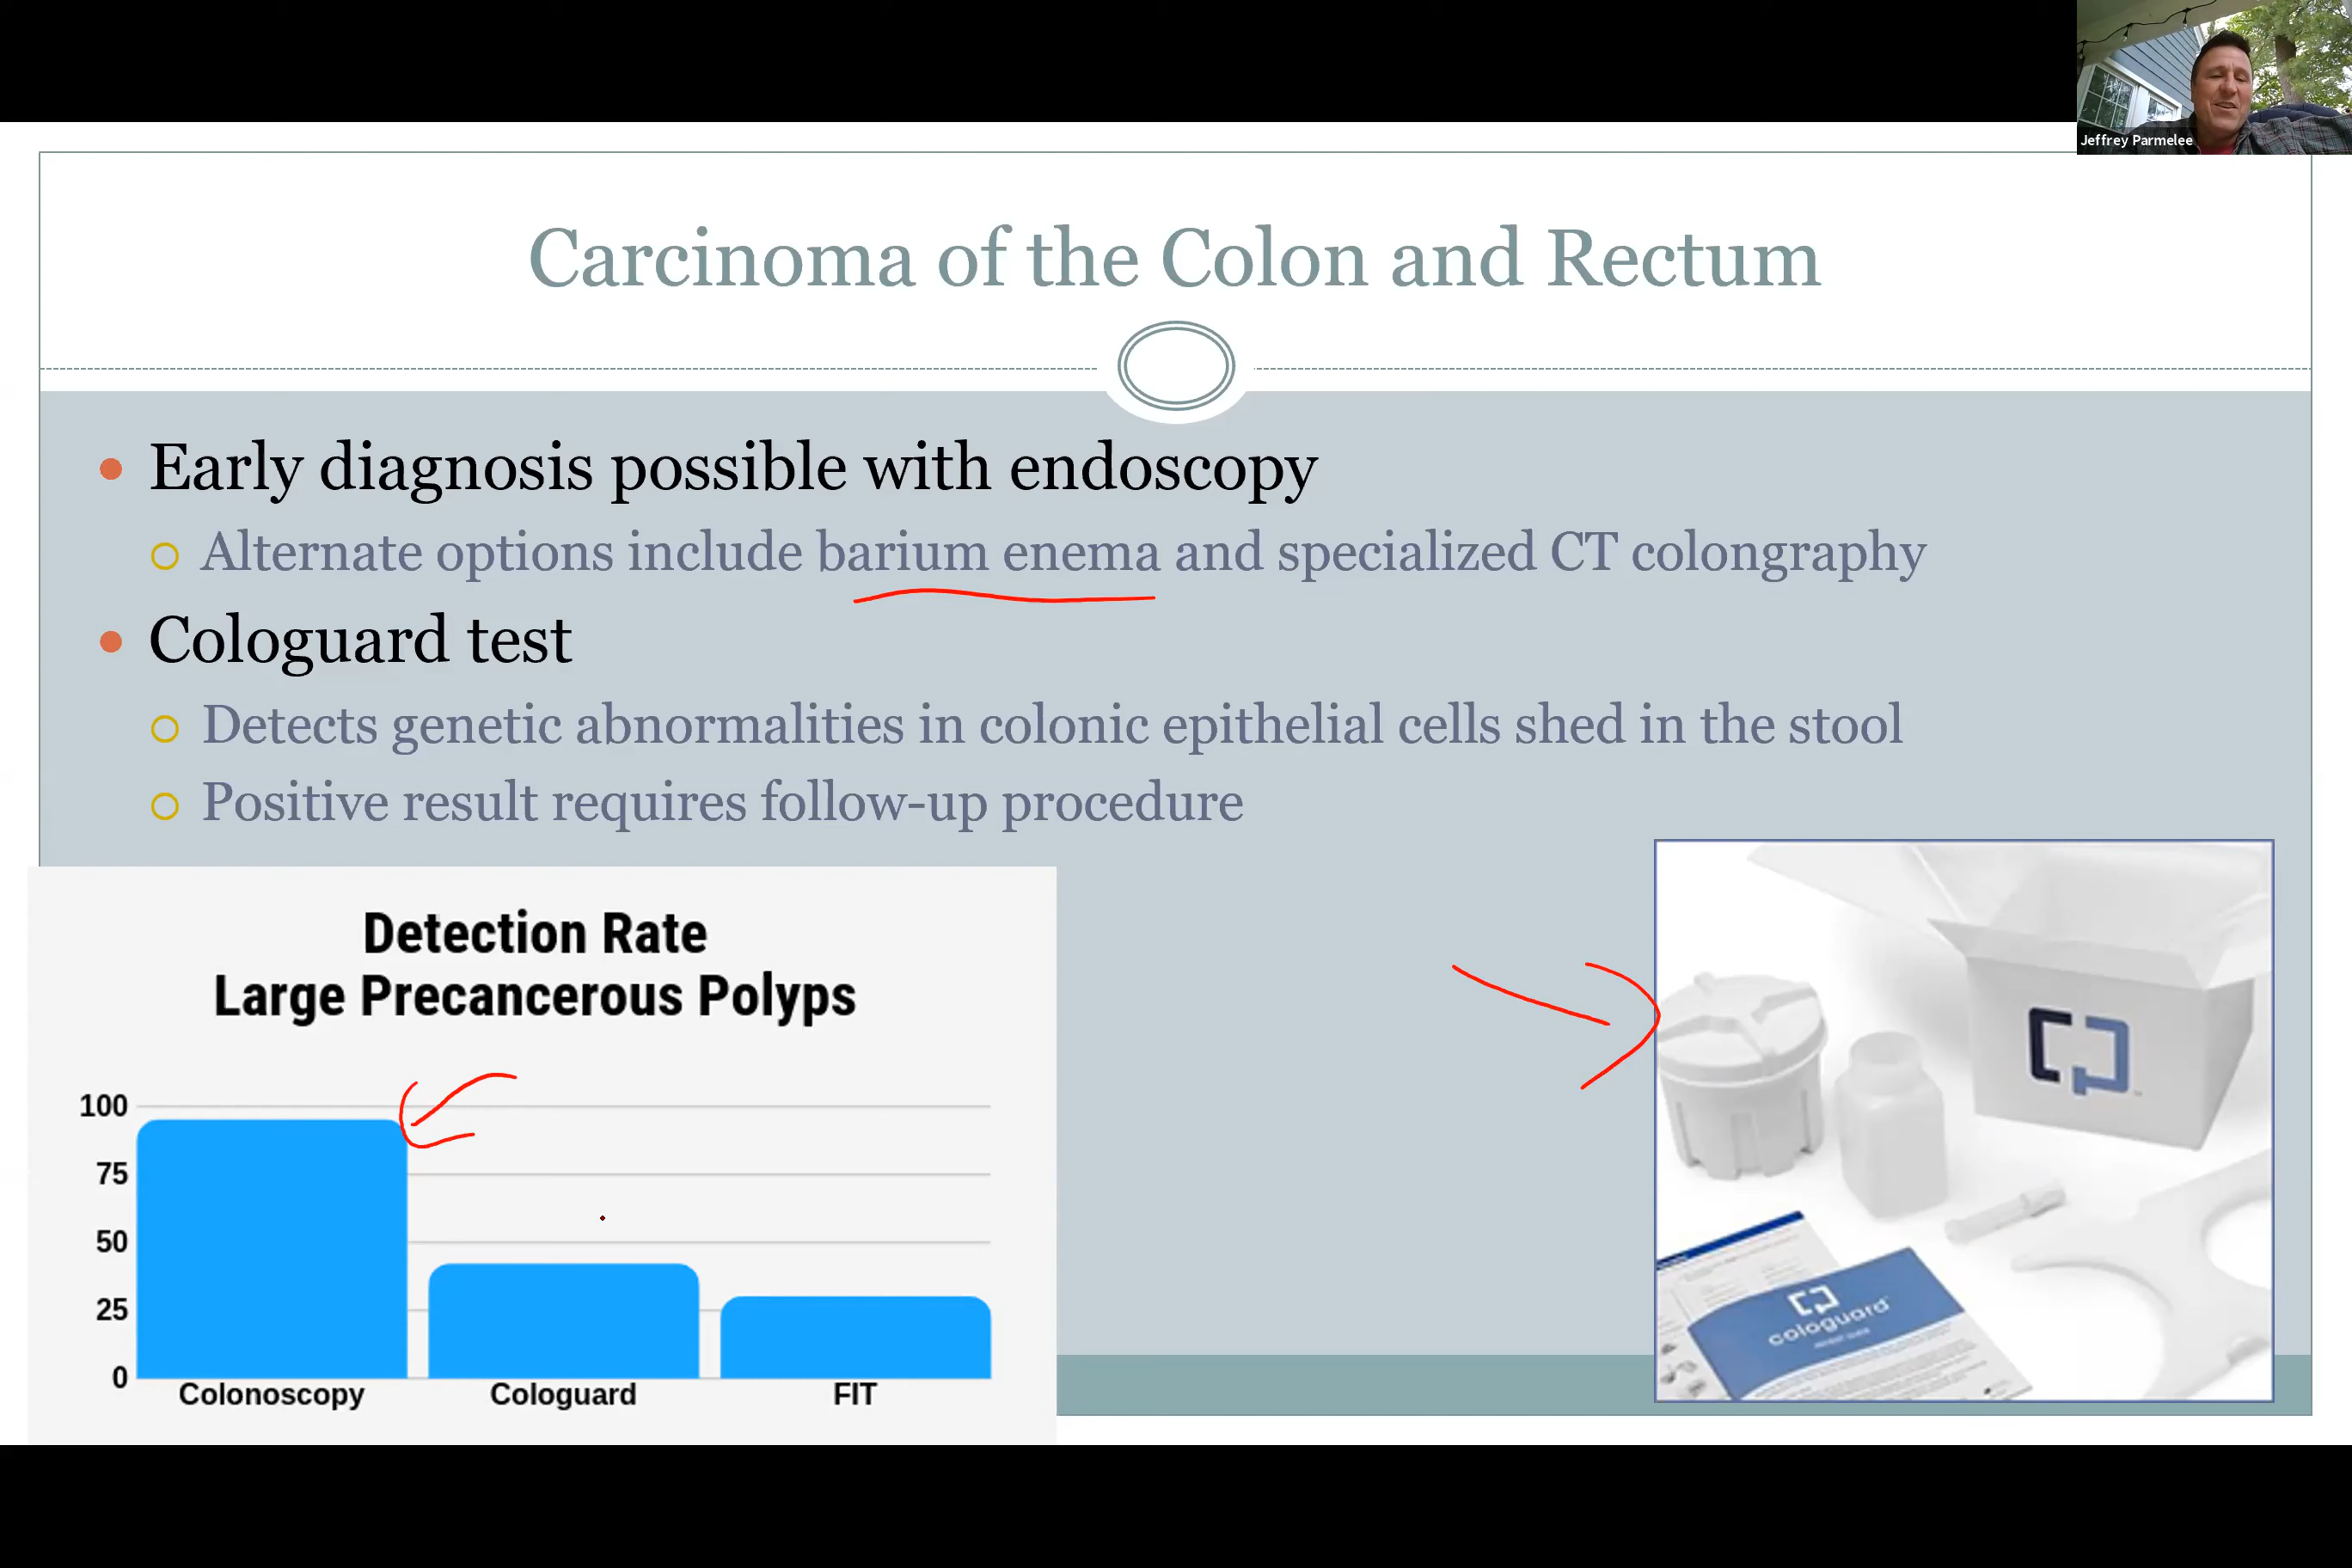 Jeffrey Parmelee
Carcinoma of the Colon and Rectum
Early diagnosis possible with endoscopy
Alternate options include barium enema and specialized CT colongraphy
Cologuard test
Detects genetic abnormalities in colonic epithelial cells shed in the stool
Positive result requires follow-up procedure
Detection Rate
Large Precancerous Polyps
100
75
50
25
0
Colonoscopy
Cologuard
FIT
cologuard